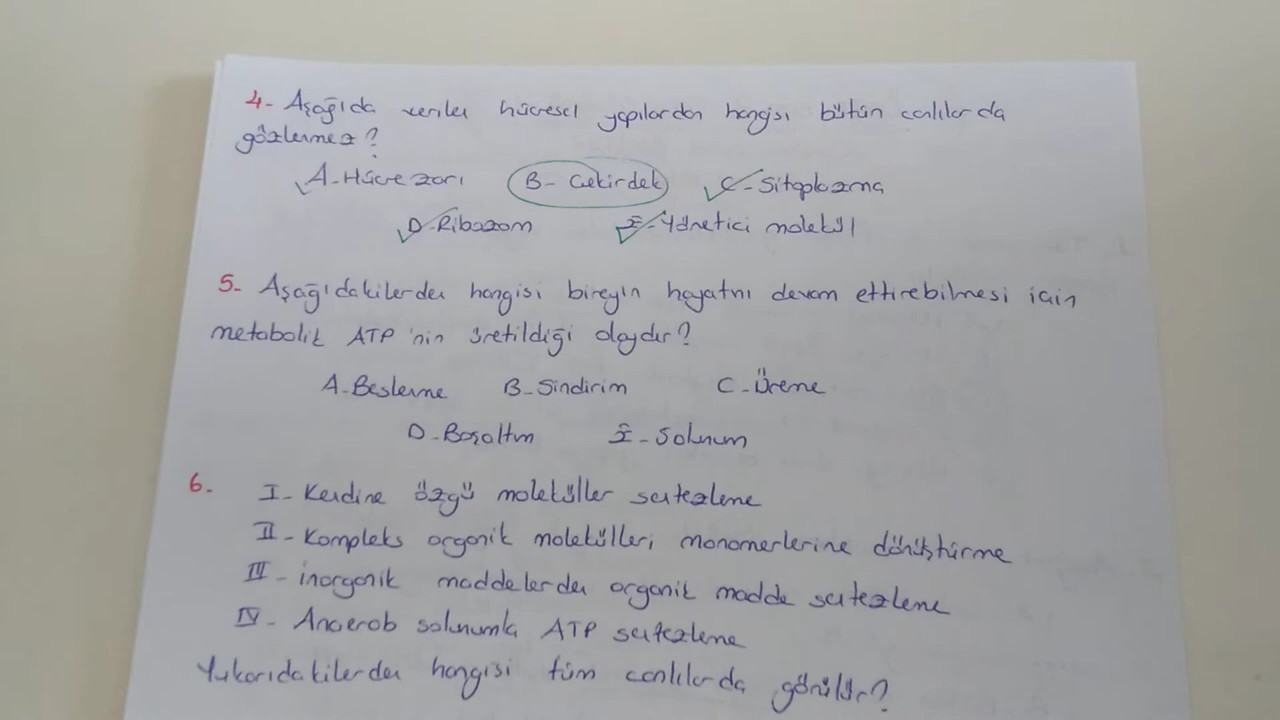 4- Aşağıda verilen hücresel yapılardan hangisi bütün canlılarda
gözlenmez?
A- Hücre zarı B- Çekirdek C- Sitoplazma
D- Ribozom E- Yönetici molekül
5- Aşağıdakilerden hangisi bireyin hayatını devam ettirebilmesi için
metabolik ATP'nin üretildiği olaydır?
A- Beslenme B- Sindirim C- Üreme
D- Boşaltım E- Solunum
6. I- Kendine özgü moleküller sentezleme
II- Kompleks organik molekülleri monomerlerine dönüştürme
III- inorganik maddelerden organik madde sentezleme
IV- Anaerob solunumla ATP sentezleme
Yukarıdakilerden hangisi tüm canlılarda görülür?